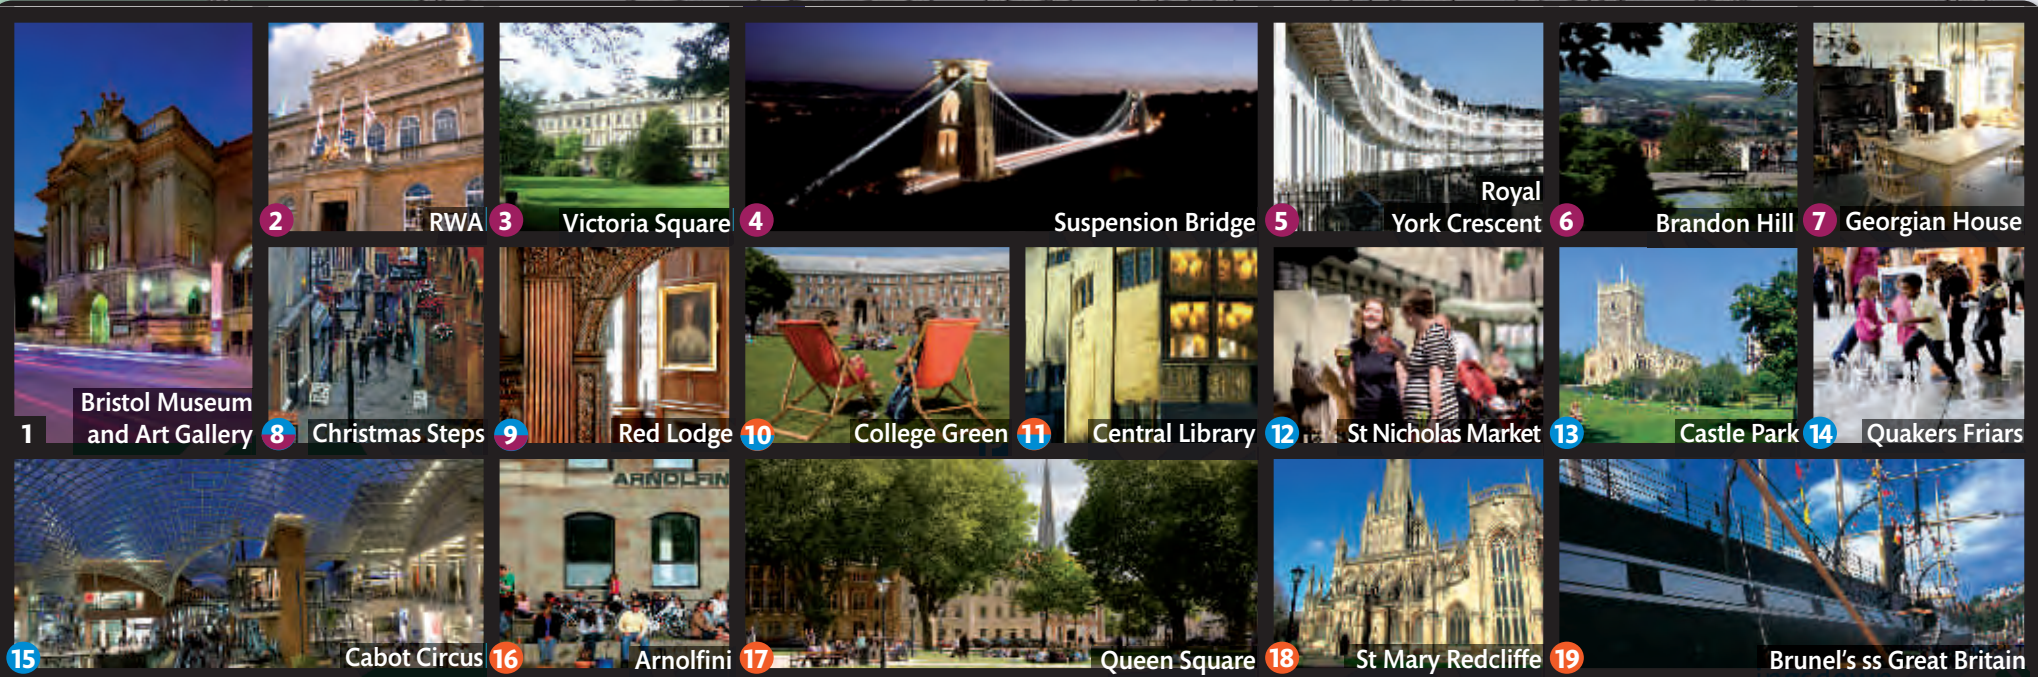 1
Bristol Museum
and Art Gallery
2
RWA
3
Victoria Square
4
Suspension Bridge
5
Royal
York Crescent
6
Brandon Hill
7
Georgian House
8
Christmas Steps
9
Red Lodge
10
College Green
11
Central Library
12
St Nicholas Market
13
Castle Park
14
Quakers Friars
15
Cabot Circus
16
ARNOLFIN
Arnolfini
17
Queen Square
18
St Mary Redcliffe
19
Brunel's ss Great Britain